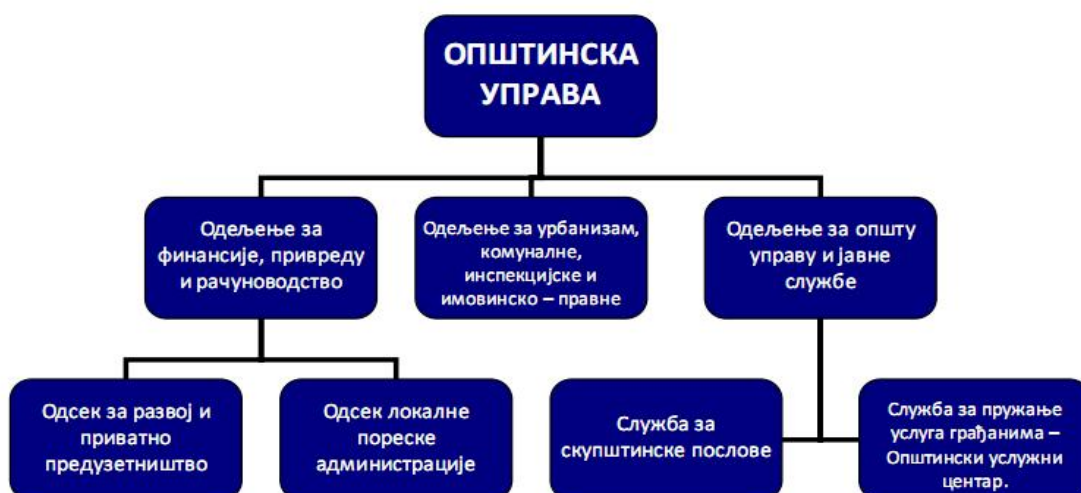 ОПШТИНСКА
УПРАВА
Одељење за
финансије, привреду
и рачуноводство
Одељење за урбанизам,
комуналне,
инспекцијске и
имовинско – правне
Одељење за општу
управу и јавне
службе
Одсек за развој и
приватно
предузетништво
Одсек локалне
пореске
администрације
Служба за
скупштинске послове
Служба за пружање
услуга грађанима –
Општински услужни
центар.